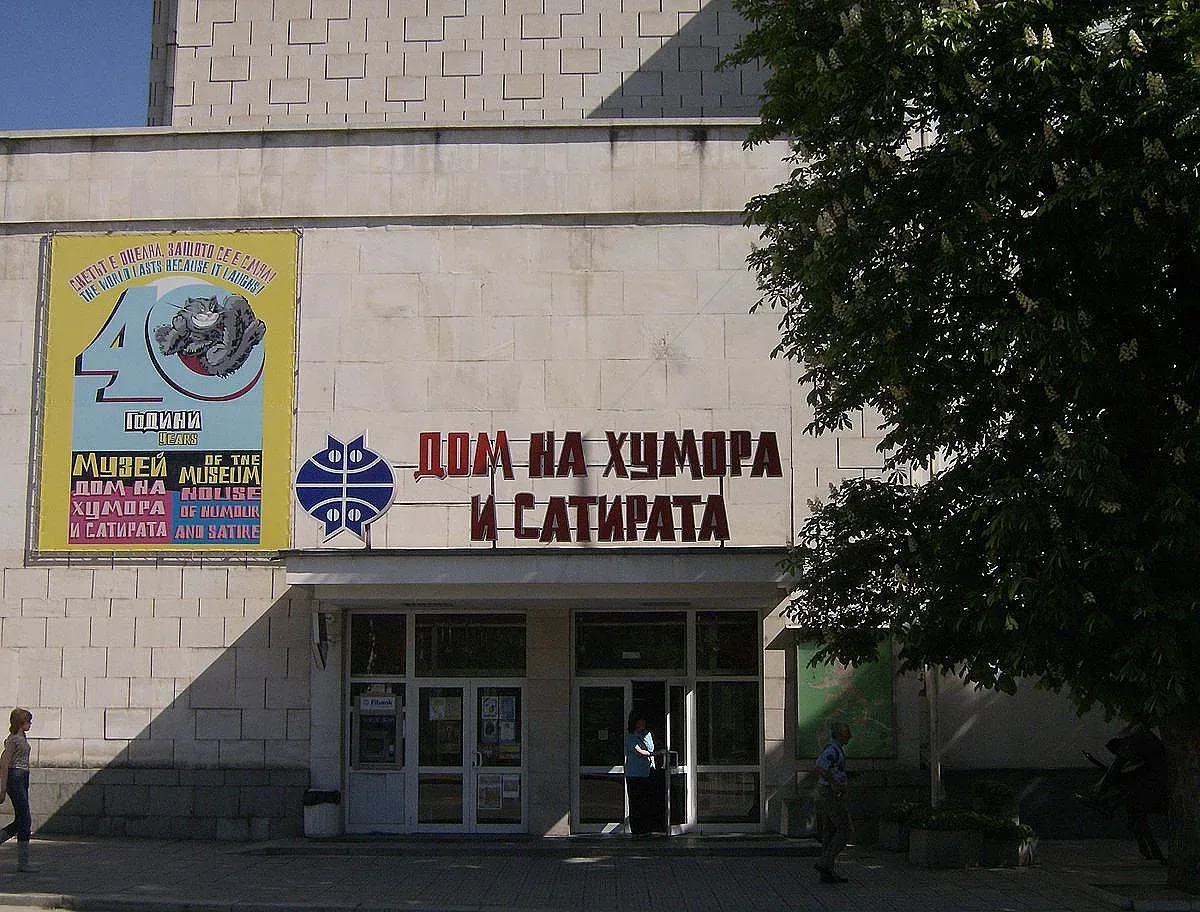 СВЕТЪТ Е ОЦЕЛЯЛ, ЗАЩОТО СЕ Е СМЯЛ!
THE WORLD LASTS BECAUSE IT LAUGHS!
40
ГОДИНИ
YEARS
МУЗЕЙ
ДОМ НА
ХУМОРА
И САТИРАТА
OF THE
MUSEUM
HOUSE
OF HUMOUR
AND SATIRE
ДОМ НА ХУМОРА
И САТИРАТА
Fibank